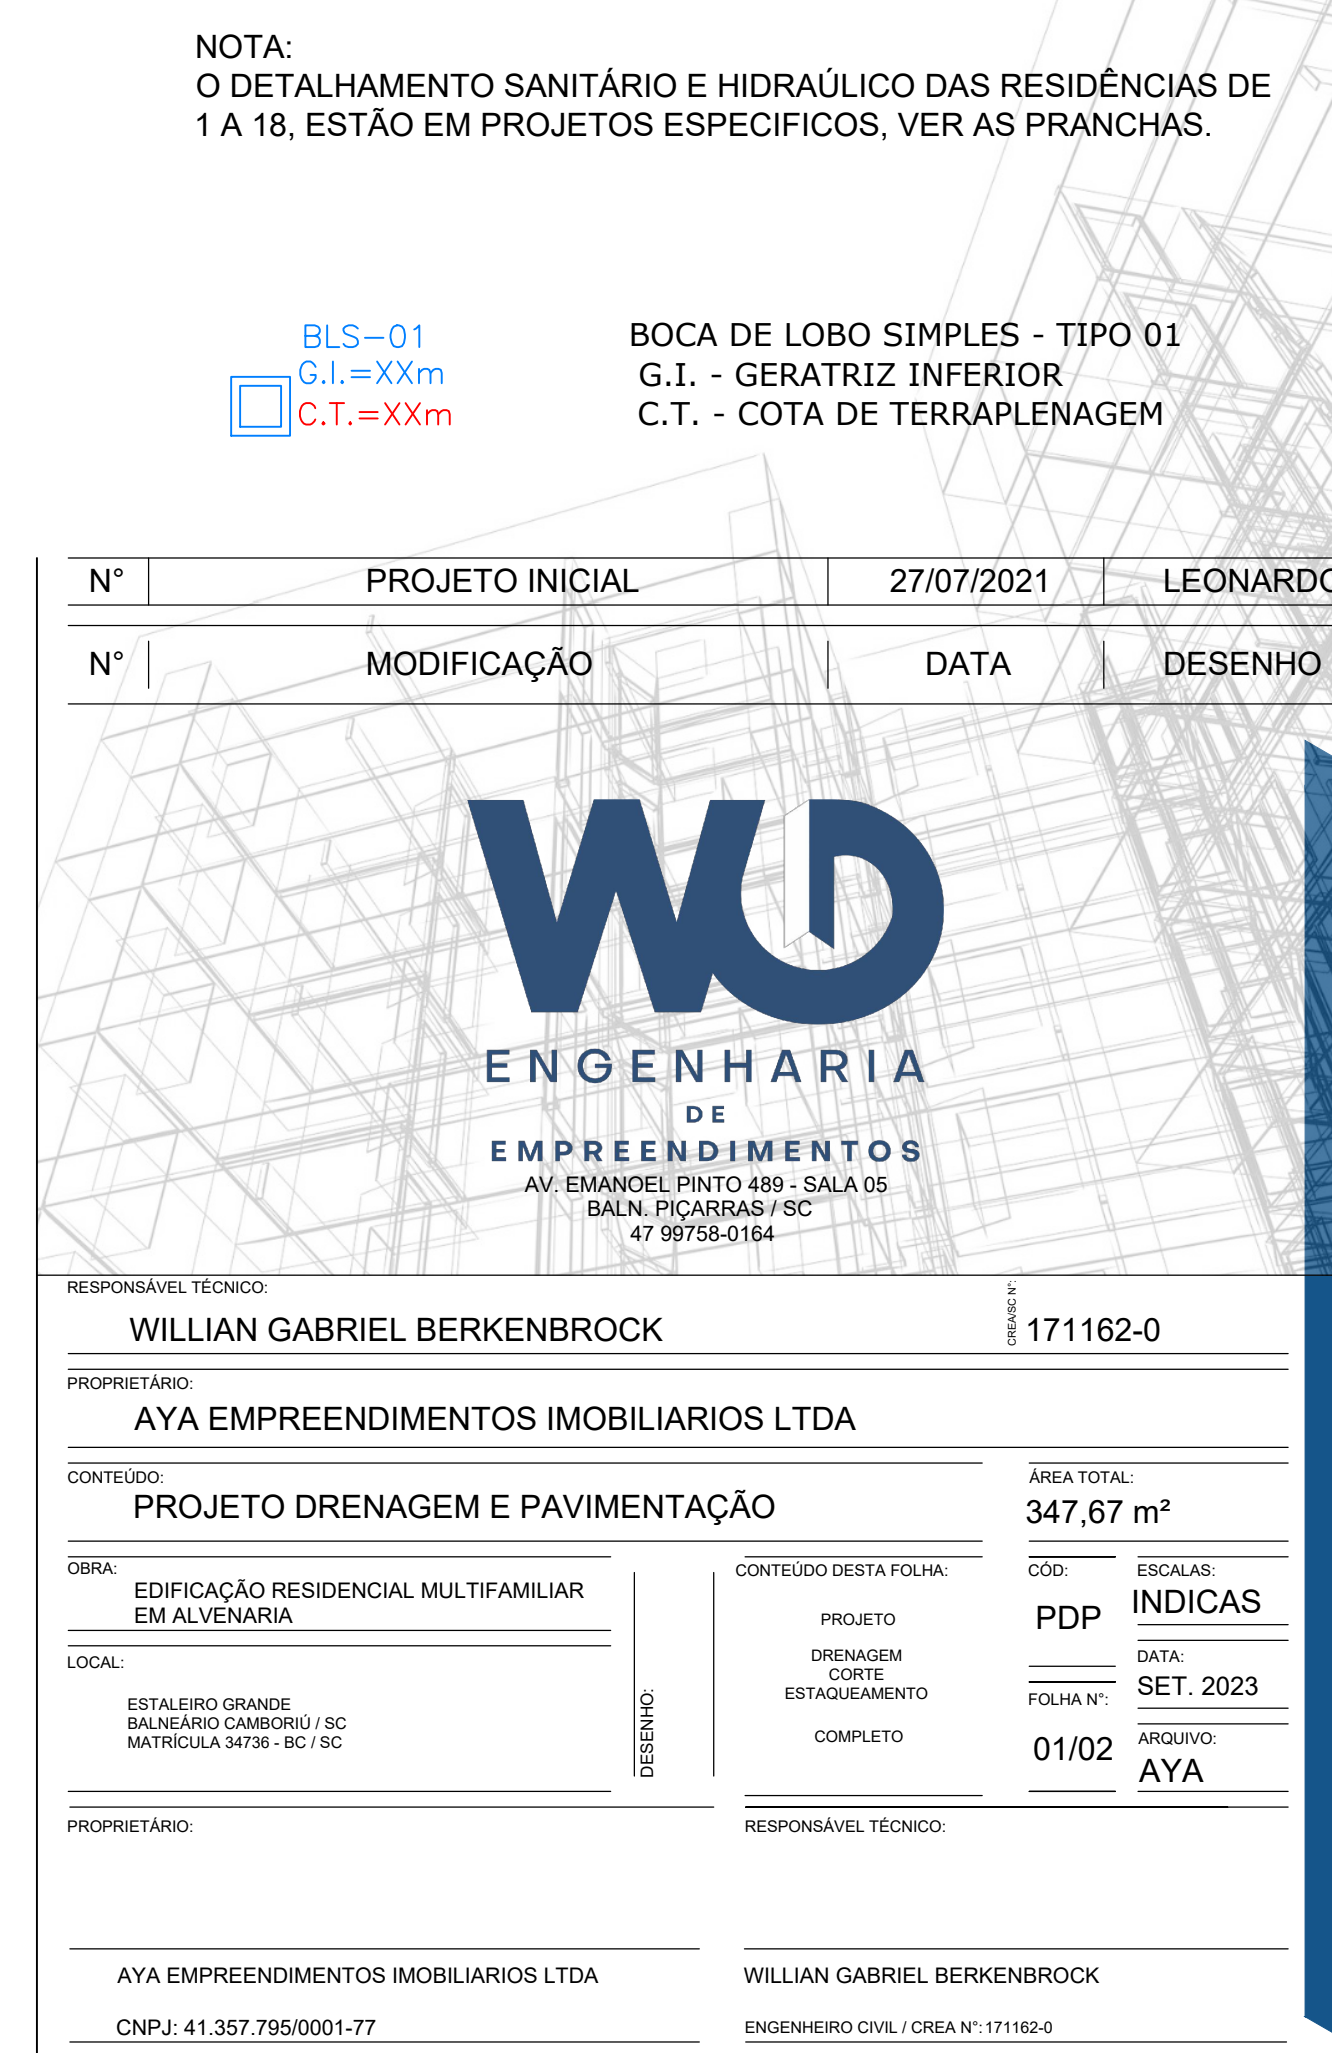 NOTA:
O DETALHAMENTO SANITÁRIO E HIDRAÚLICO DAS RESIDÊNCIAS DE
1 A 18, ESTÃO EM PROJETOS ESPECIFICOS, VER AS PRANCHAS.
BLS-01
G.I.=XXm
C.T.=XXm
BOCA DE LOBO SIMPLES - TIPO 01
G.I. - GERATRIZ INFERIOR
C.T. - COTA DE TERRAPLENAGEM
N° PROJETO INICIAL 27/07/2021 LEONARDO
N° MODIFICAÇÃO DATA DESENHO
WD
ENGENHARIA
DE
EMPREENDIMENTOS
AV. EMANOEL PINTO 489 - SALA 05
BALN. PIÇARRAS / SC
47 99758-0164
RESPONSÁVEL TÉCNICO:
WILLIAN GABRIEL BERKENBROCK
CREA/SC N°:
171162-0
PROPRIETÁRIO:
AYA EMPREENDIMENTOS IMOBILIARIOS LTDA
CONTEÚDO:
PROJETO DRENAGEM E PAVIMENTAÇÃO
ÁREA TOTAL:
347,67 m²
OBRA:
EDIFICAÇÃO RESIDENCIAL MULTIFAMILIAR
EM ALVENARIA
LOCAL:
ESTALEIRO GRANDE
BALNEÁRIO CAMBORIÚ / SC
MATRÍCULA 34736 - BC / SC
DESENHO:
CONTEÚDO DESTA FOLHA:
PROJETO
DRENAGEM
CORTE
ESTAQUEAMENTO
COMPLETO
CÓD:
PDP
FOLHA N°:
01/02
ESCALAS:
INDICAS
DATA:
SET. 2023
ARQUIVO:
AYA
PROPRIETÁRIO:
AYA EMPREENDIMENTOS IMOBILIARIOS LTDA
CNPJ: 41.357.795/0001-77
RESPONSÁVEL TÉCNICO:
WILLIAN GABRIEL BERKENBROCK
ENGENHEIRO CIVIL / CREA N°: 171162-0